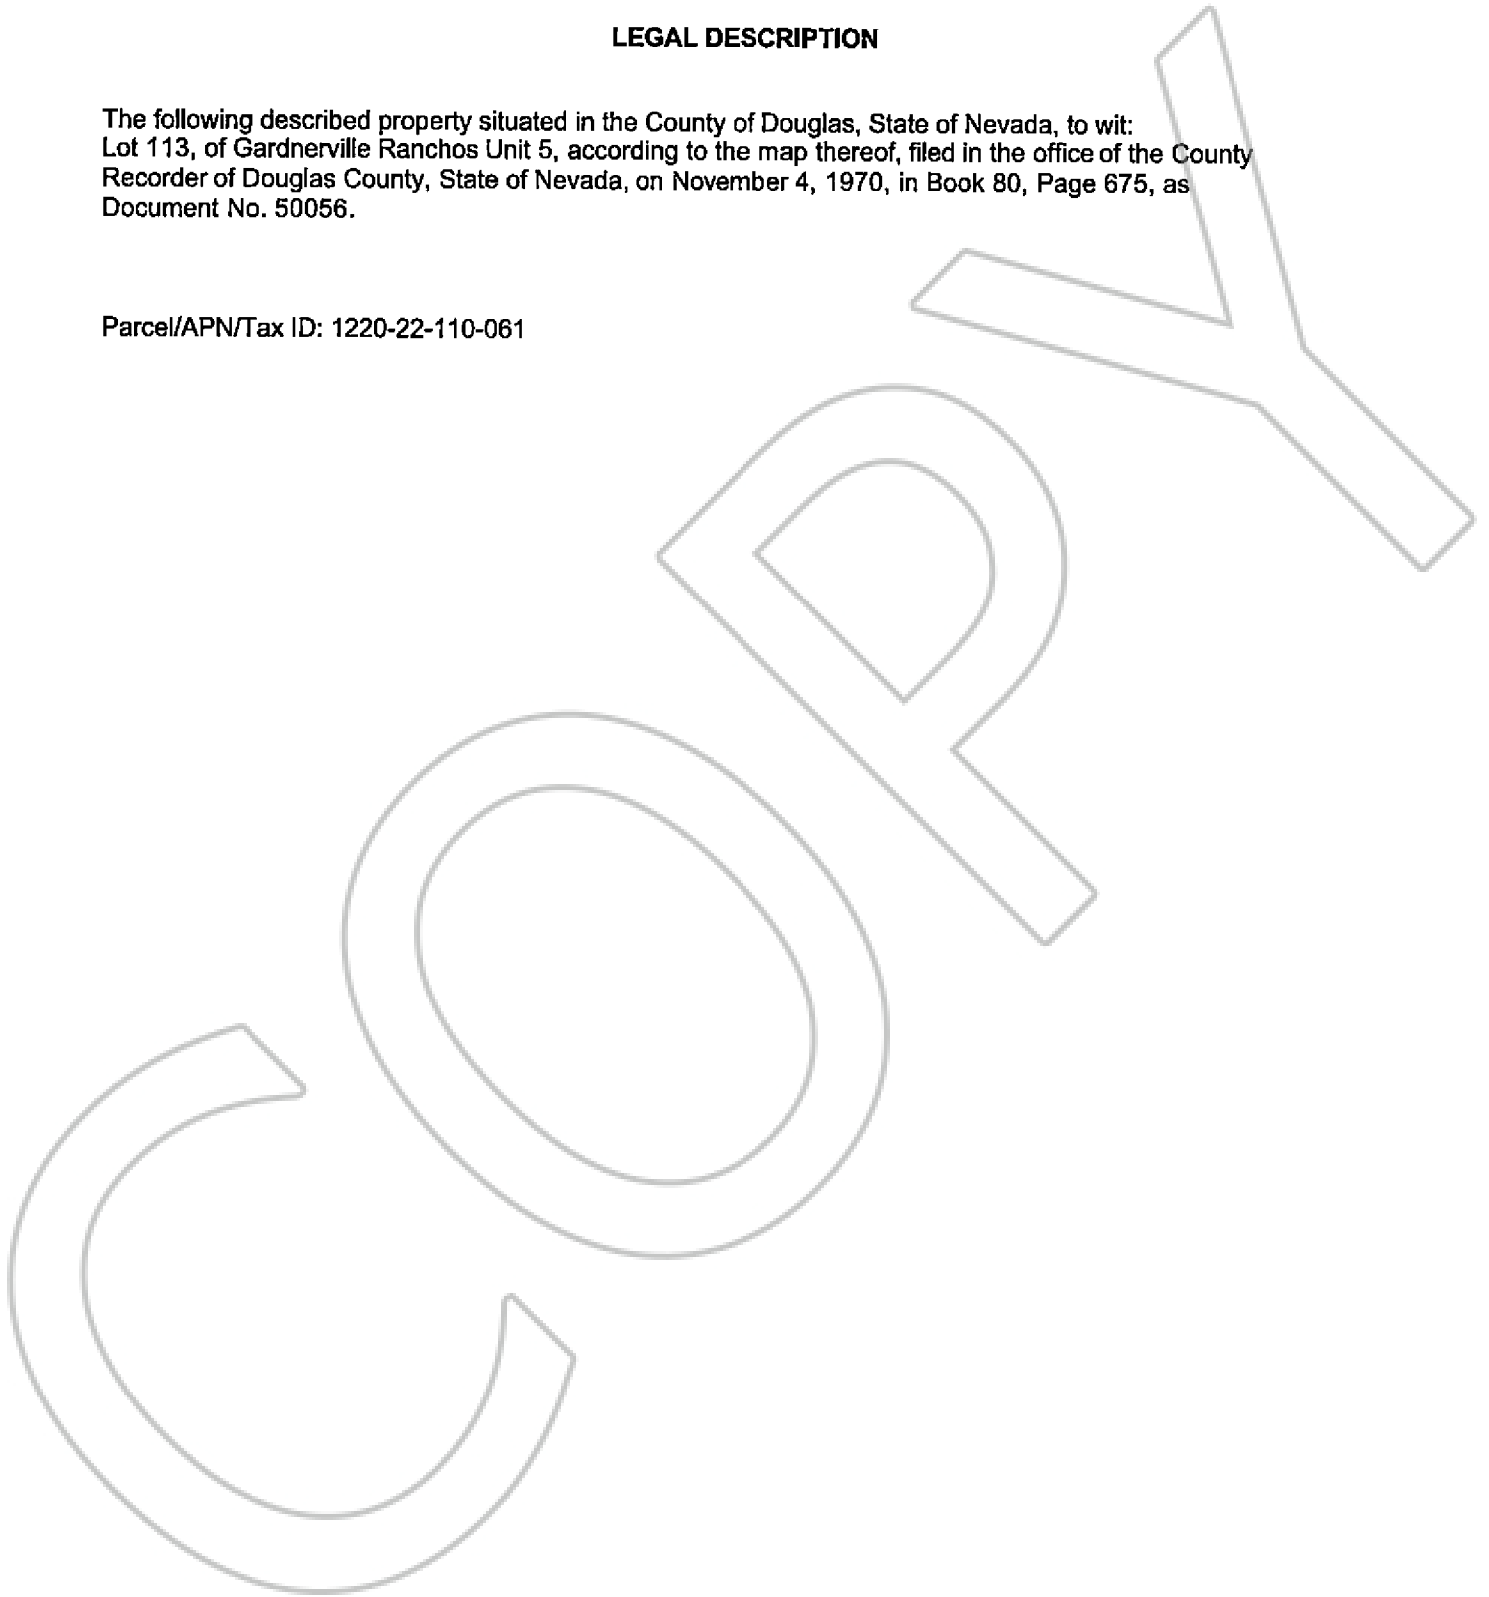 LEGAL DESCRIPTION
The following described property situated in the County of Douglas, State of Nevada, to wit:
Lot 113, of Gardnerville Ranchos Unit 5, according to the map thereof, filed in the office of the County
Recorder of Douglas County, State of Nevada, on November 4, 1970, in Book 80, Page 675, as
Document No. 50056.
Parcel/APN/Tax ID: 1220-22-110-061
COPY